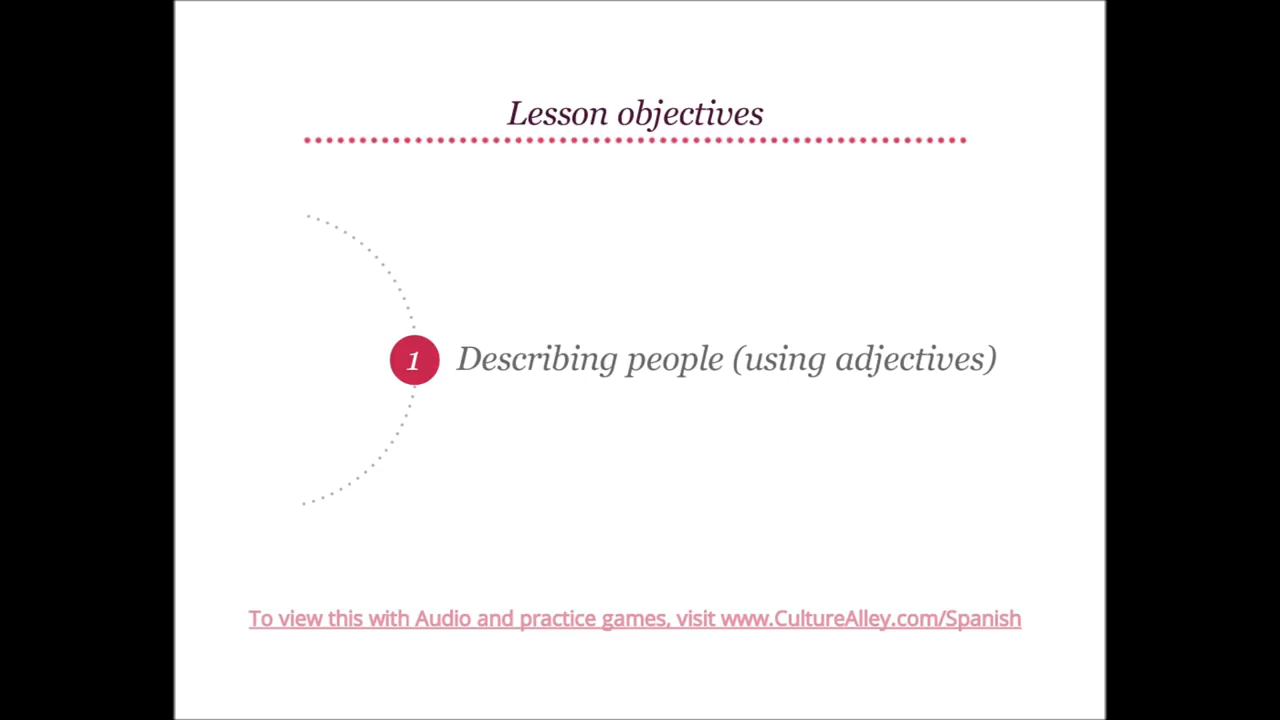 Lesson objectives
1 Describing people (using adjectives)
To view this with Audio and practice games, visit www.CultureAlley.com/Spanish